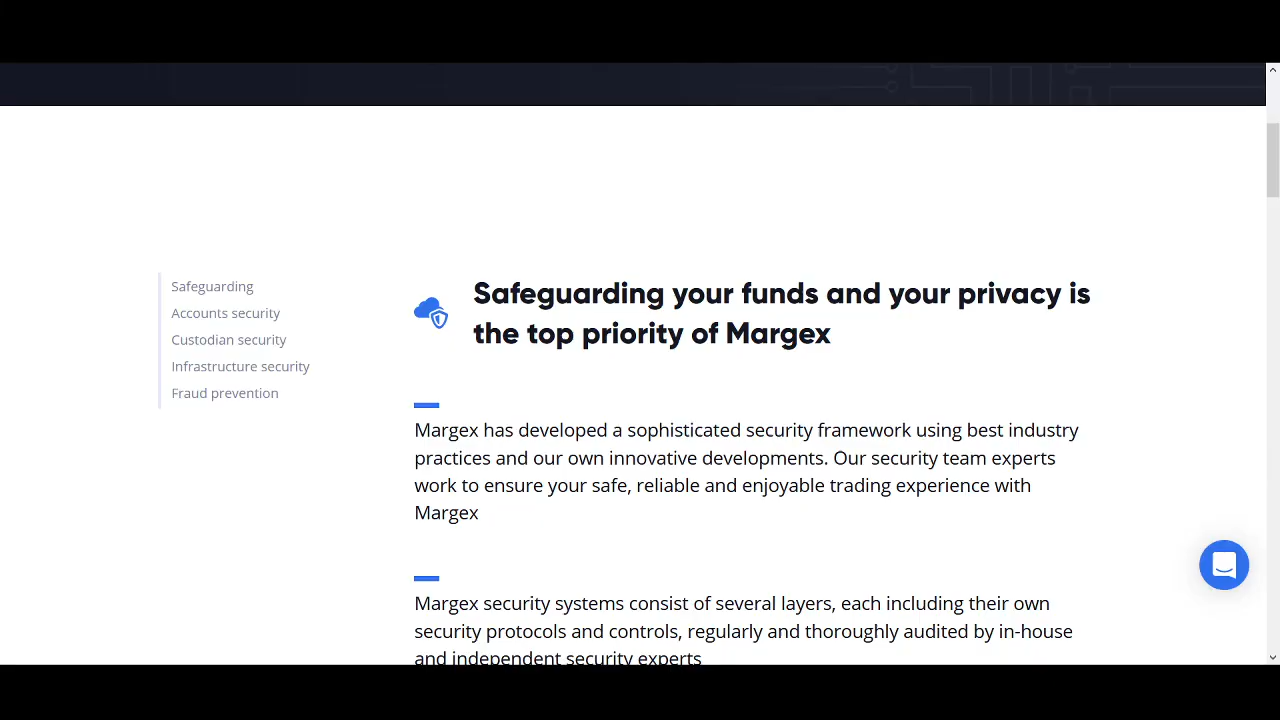 Safeguarding
Accounts security
Custodian security
Infrastructure security
Fraud prevention
Safeguarding your funds and your privacy is
the top priority of Margex
Margex has developed a sophisticated security framework using best industry
practices and our own innovative developments. Our security team experts
work to ensure your safe, reliable and enjoyable trading experience with
Margex
Margex security systems consist of several layers, each including their own
security protocols and controls, regularly and thoroughly audited by in-house
and independent security experts